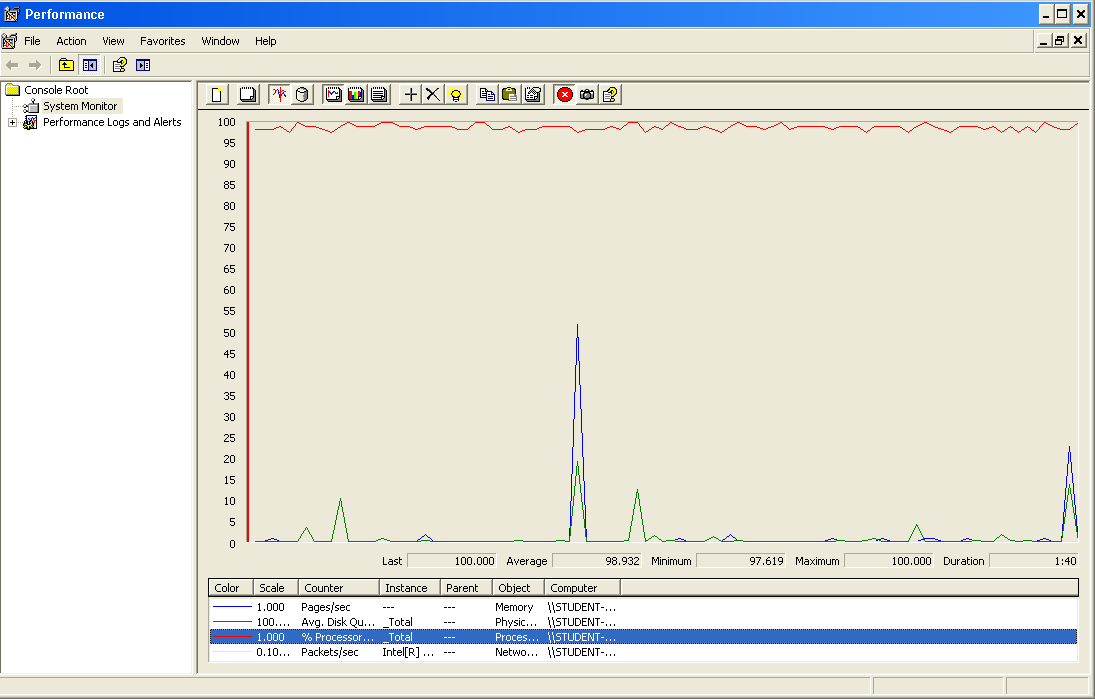 Performance
File Action View Favorites Window Help
Console Root
System Monitor
Performance Logs and Alerts
100
95
90
85
80
75
70
65
60
55
50
45
40
35
30
25
20
15
10
5
0
Last 100.000 Average 98.932 Minimum 97.619 Maximum 100.000 Duration 1:40
Color Scale Counter Instance Parent Object Computer
1.000 Pages/sec --- --- Memory \\STUDENT-...
100.... Avg. Disk Qu... _Total --- Physic... \\STUDENT-...
1.000 % Processor... _Total --- Proces... \\STUDENT-...
0.10... Packets/sec Intel[R] ... --- Netwo... \\STUDENT-...